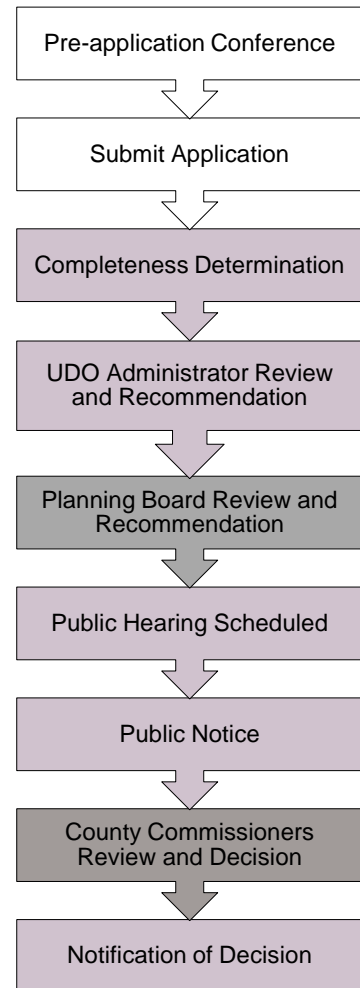 Pre-application Conference
Submit Application
Completeness Determination
UDO Administrator Review
and Recommendation
Planning Board Review and
Recommendation
Public Hearing Scheduled
Public Notice
County Commissioners
Review and Decision
Notification of Decision